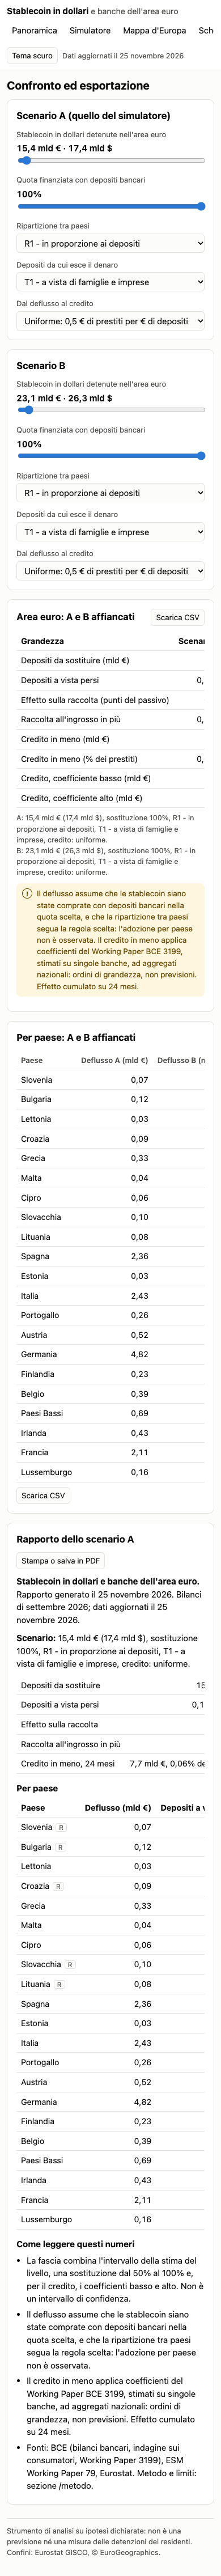 Stablecoin in dollari e banche dell'area euro
Panoramica Simulatore Mappa d'Europa
Tema scuro Dati aggiornati il 25 novembre 2026
Confronto ed esportazione
Scenario A (quello del simulatore)
Stablecoin in dollari detenute nell'area euro
15,4 mld € · 17,4 mld $
Quota finanziata con depositi bancari
100%
Ripartizione tra paesi
R1 - in proporzione ai depositi
Depositi da cui esce il denaro
T1 - a vista di famiglie e imprese
Dal deflusso al credito
Uniforme: 0,5 € di prestiti per € di depositi
Scenario B
Stablecoin in dollari detenute nell'area euro
23,1 mld € · 26,3 mld $
Quota finanziata con depositi bancari
100%
Ripartizione tra paesi
R1 - in proporzione ai depositi
Depositi da cui esce il denaro
T1 - a vista di famiglie e imprese
Dal deflusso al credito
Uniforme: 0,5 € di prestiti per € di depositi
Area euro: A e B affiancati Scarica CSV
Grandezza Scenar
Depositi da sostituire (mld €)
Depositi a vista persi 0,
Effetto sulla raccolta (punti del passivo)
Raccolta all'ingrosso in più 0,
Credito in meno (mld €)
Credito in meno (% dei prestiti) 0,
Credito, coefficiente basso (mld €)
Credito, coefficiente alto (mld €)
A: 15,4 mld € (17,4 mld $), sostituzione 100%, R1 - in
proporzione ai depositi, T1 - a vista di famiglie e
imprese, credito: uniforme.
B: 23,1 mld € (26,3 mld $), sostituzione 100%, R1 - in
proporzione ai depositi, T1 - a vista di famiglie e
imprese, credito: uniforme.
Il deflusso assume che le stablecoin siano
state comprate con depositi bancari nella
quota scelta, e che la ripartizione tra paesi
segua la regola scelta: l'adozione per paese
non è osservata. Il credito in meno applica
coefficienti del Working Paper BCE 3199,
stimati su singole banche, ad aggregati
nazionali: ordini di grandezza, non previsioni.
Effetto cumulato su 24 mesi.
Per paese: A e B affiancati
Paese Deflusso A (mld €) Deflusso B (m
Slovenia 0,07
Bulgaria 0,12
Lettonia 0,03
Croazia 0,09
Grecia 0,33
Malta 0,04
Cipro 0,06
Slovacchia 0,10
Lituania 0,08
Spagna 2,36
Estonia 0,03
Italia 2,43
Portogallo 0,26
Austria 0,52
Germania 4,82
Finlandia 0,23
Belgio 0,39
Paesi Bassi 0,69
Irlanda 0,43
Francia 2,11
Lussemburgo 0,16
Scarica CSV
Rapporto dello scenario A
Stampa o salva in PDF
Stablecoin in dollari e banche dell'area euro.
Rapporto generato il 25 novembre 2026. Bilanci
di settembre 2026; dati aggiornati il 25
novembre 2026.
Scenario: 15,4 mld € (17,4 mld $), sostituzione
100%, R1 - in proporzione ai depositi, T1 - a
vista di famiglie e imprese, credito: uniforme.
Depositi da sostituire 15
Depositi a vista persi 0,1
Effetto sulla raccolta
Raccolta all'ingrosso in più
Credito in meno, 24 mesi 7,7 mld €, 0,06% de
Per paese
Paese Deflusso (mld €) Depositi a v
Slovenia R 0,07
Bulgaria R 0,12
Lettonia 0,03
Croazia R 0,09
Grecia 0,33
Malta 0,04
Cipro 0,06
Slovacchia R 0,10
Lituania R 0,08
Spagna 2,36
Estonia 0,03
Italia 2,43
Portogallo 0,26
Austria 0,52
Germania 4,82
Finlandia 0,23
Belgio 0,39
Paesi Bassi 0,69
Irlanda 0,43
Francia 2,11
Lussemburgo 0,16
Come leggere questi numeri
• La fascia combina l'intervallo della stima del
livello, una sostituzione dal 50% al 100% e,
per il credito, i coefficienti basso e alto. Non è
un intervallo di confidenza.
• Il deflusso assume che le stablecoin siano
state comprate con depositi bancari nella
quota scelta, e che la ripartizione tra paesi
segua la regola scelta: l'adozione per paese
non è osservata.
• Il credito in meno applica coefficienti del
Working Paper BCE 3199, stimati su singole
banche, ad aggregati nazionali: ordini di
grandezza, non previsioni. Effetto cumulato
su 24 mesi.
• Fonti: BCE (bilanci bancari, indagine sui
consumatori, Working Paper 3199), ESM
Working Paper 79, Eurostat. Metodo e limiti:
sezione /metodo.
Strumento di analisi su ipotesi dichiarate: non è una
previsione né una misura delle detenzioni dei residenti.
Confini: Eurostat GISCO, © EuroGeographics.